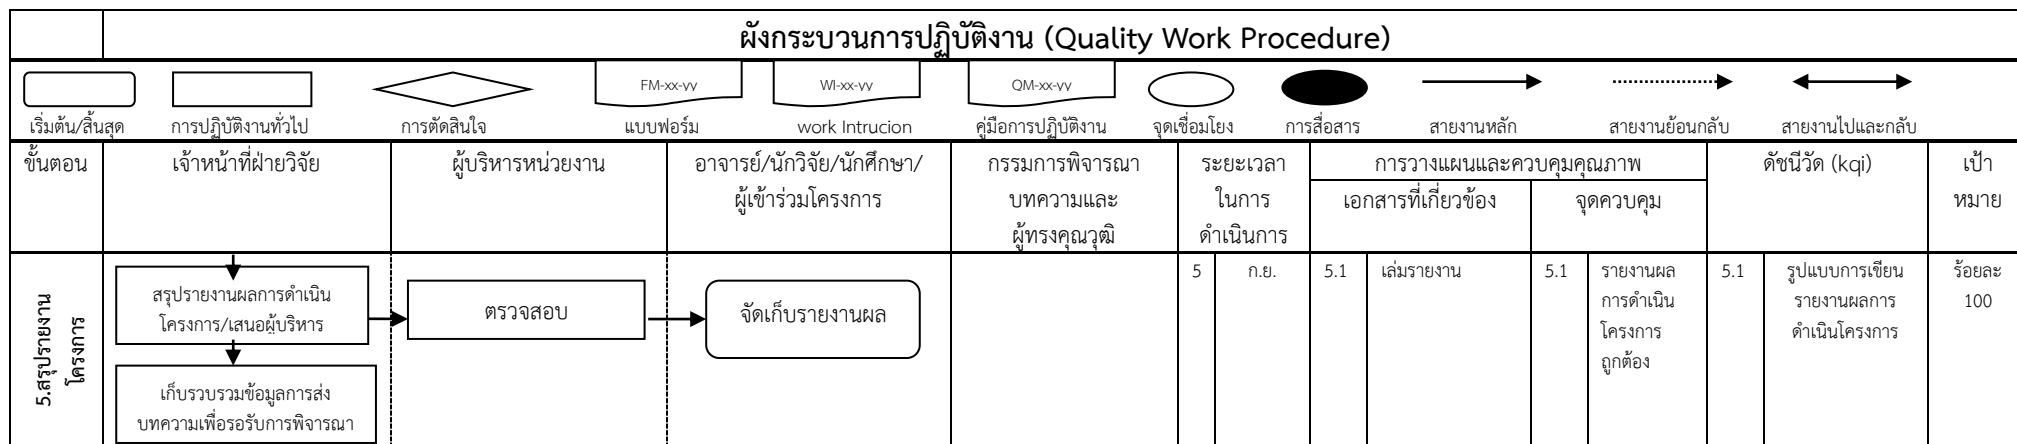 ผังกระบวนการปฏิบัติงาน (Quality Work Procedure)
FM-xx-yy
WI-xx-yy
QM-xx-yy
เริ่มต้น/สิ้นสุด
การปฏิบัติงานทั่วไป
การตัดสินใจ
แบบฟอร์ม
work Intrucion
คู่มือการปฏิบัติงาน
จุดเชื่อมโยง
การสื่อสาร
สายงานหลัก
สายงานย้อนกลับ
สายงานไปและกลับ
ขั้นตอน
เจ้าหน้าที่ฝ่ายวิจัย
ผู้บริหารหน่วยงาน
อาจารย์/นักวิจัย/นักศึกษา/
ผู้เข้าร่วมโครงการ
กรรมการพิจารณา
บทความและ
ผู้ทรงคุณวุฒิ
ระยะเวลา
ในการ
ดำเนินการ
การวางแผนและควบคุมคุณภาพ
เอกสารที่เกี่ยวข้อง
จุดควบคุม
ดัชนีวัด (kqi)
เป้า
หมาย
5.สรุปรายงาน
โครงการ
สรุปรายงานผลการดำเนิน
โครงการ/เสนอผู้บริหาร
เก็บรวบรวมข้อมูลการส่ง
บทความเพื่อรอรับการพิจารณา
ตรวจสอบ
จัดเก็บรายงานผล
5
ก.ย.
5.1
เล่มรายงาน
5.1
รายงานผล
การดำเนิน
โครงการ
ถูกต้อง
5.1
รูปแบบการเขียน
รายงานผลการ
ดำเนินโครงการ
ร้อยละ
100